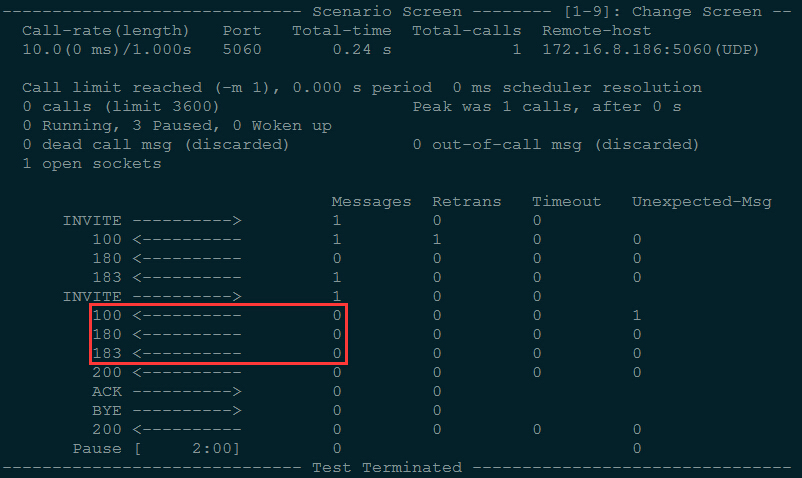 ------------------------------ Scenario Screen -------- [1-9]: Change Screen --
  Call-rate(length)   Port   Total-time  Total-calls  Remote-host
  10.0(0 ms)/1.000s   5060       0.24 s            1  172.16.8.186:5060(UDP)

  Call limit reached (-m 1), 0.000 s period  0 ms scheduler resolution
  0 calls (limit 3600)                   Peak was 1 calls, after 0 s
  0 Running, 3 Paused, 0 Woken up
  0 dead call msg (discarded)            0 out-of-call msg (discarded)
  1 open sockets

                                 Messages  Retrans   Timeout   Unexpected-Msg
      INVITE ---------->         1         0         0
         100 <----------         1         1         0         0
         180 <----------         0         0         0         0
         183 <----------         1         0         0         0
      INVITE ---------->         1         0         0
         100 <----------         0         0         0         1
         180 <----------         0         0         0         0
         183 <----------         0         0         0         0
         200 <----------         0         0         0         0
         ACK ---------->         0         0
         BYE ---------->         0         0
         200 <----------         0         0         0         0
       Pause [     2:00]         0                             0
------------------------------ Test Terminated --------------------------------